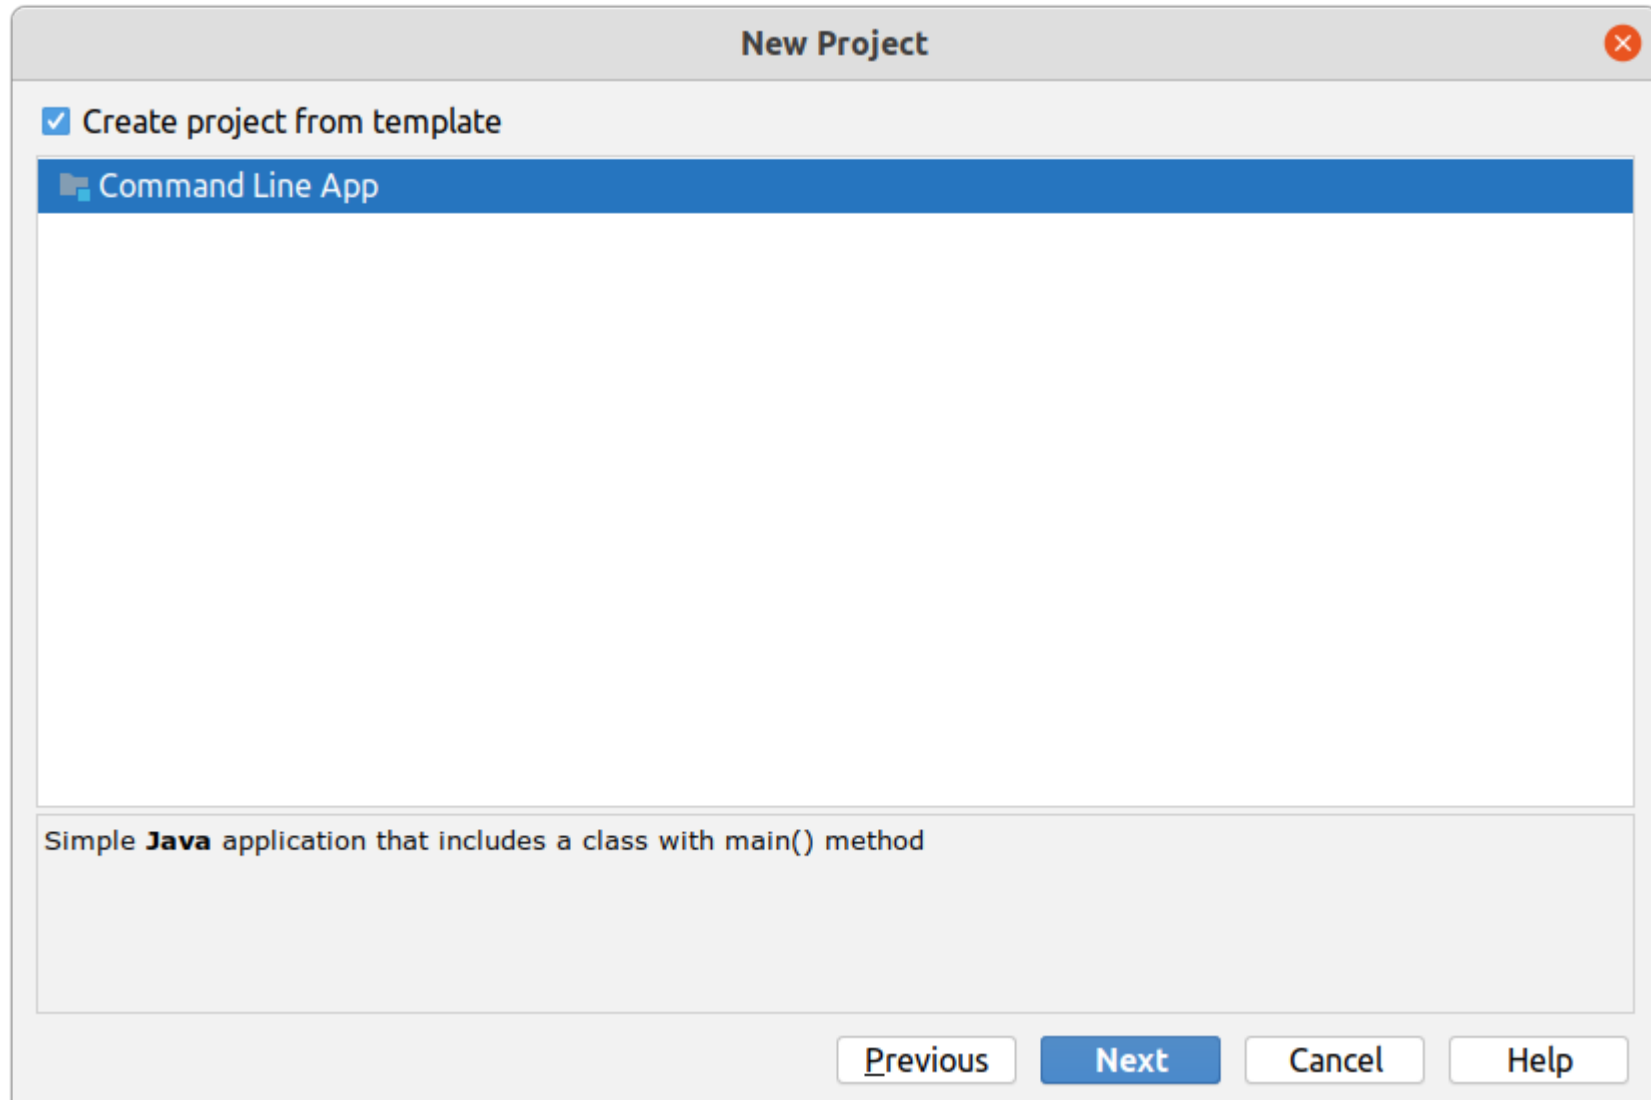 New Project
Create project from template
Command Line App
Simple Java application that includes a class with main() method
Previous Next Cancel Help